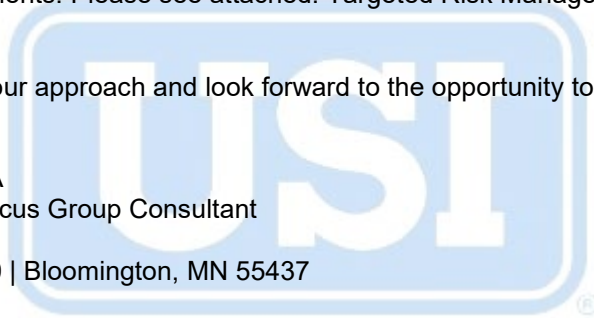 ents. Please see attached. Targeted Risk Manage
our approach and look forward to the opportunity to
A
cus Group Consultant
| Bloomington, MN 55437
USI
®